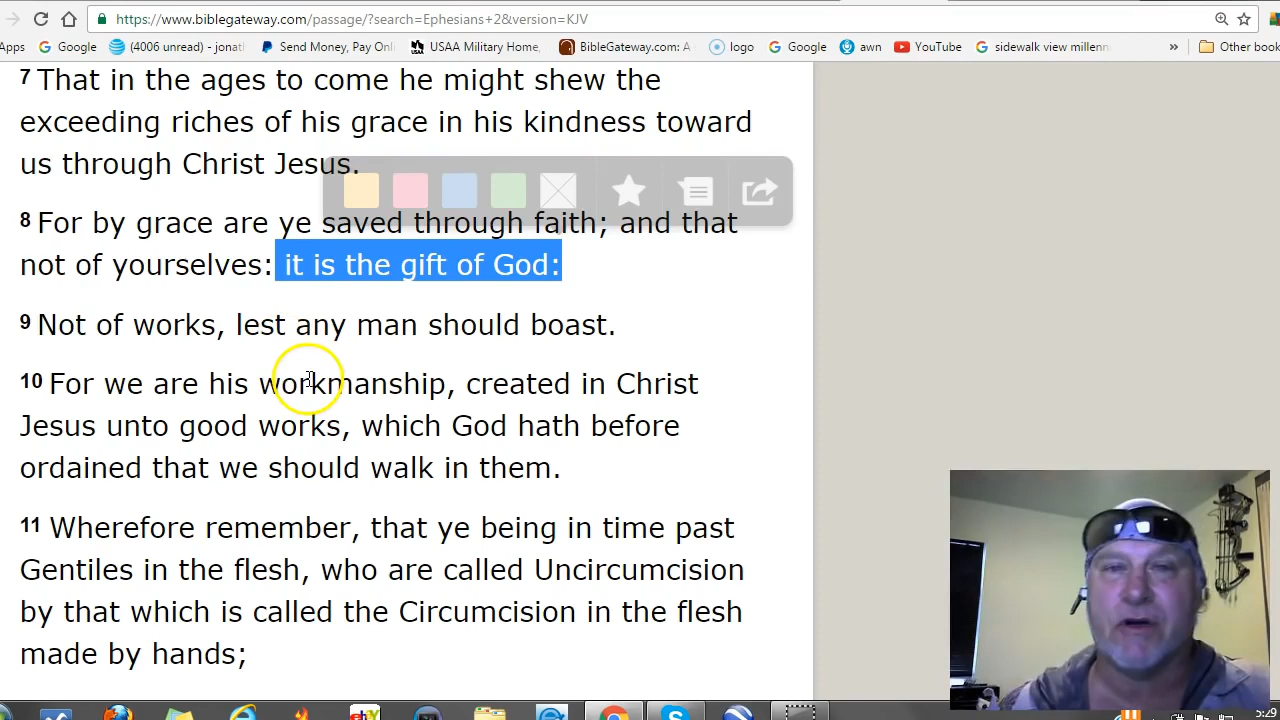 https://www.biblegateway.com/passage/?search=Ephesians+2&version=KJV
Apps Google (4006 unread) - jonatl Send Money, Pay Onli USAA Military Home, BibleGateway.com: A logo Google awn YouTube sidewalk view millenn » Other book
7 That in the ages to come he might shew the
exceeding riches of his grace in his kindness toward
us through Christ Jesus.
8 For by grace are ye saved through faith; and that
not of yourselves: it is the gift of God:
9 Not of works, lest any man should boast.
10 For we are his workmanship, created in Christ
Jesus unto good works, which God hath before
ordained that we should walk in them.
11 Wherefore remember, that ye being in time past
Gentiles in the flesh, who are called Uncircumcision
by that which is called the Circumcision in the flesh
made by hands;
ebY
5:29